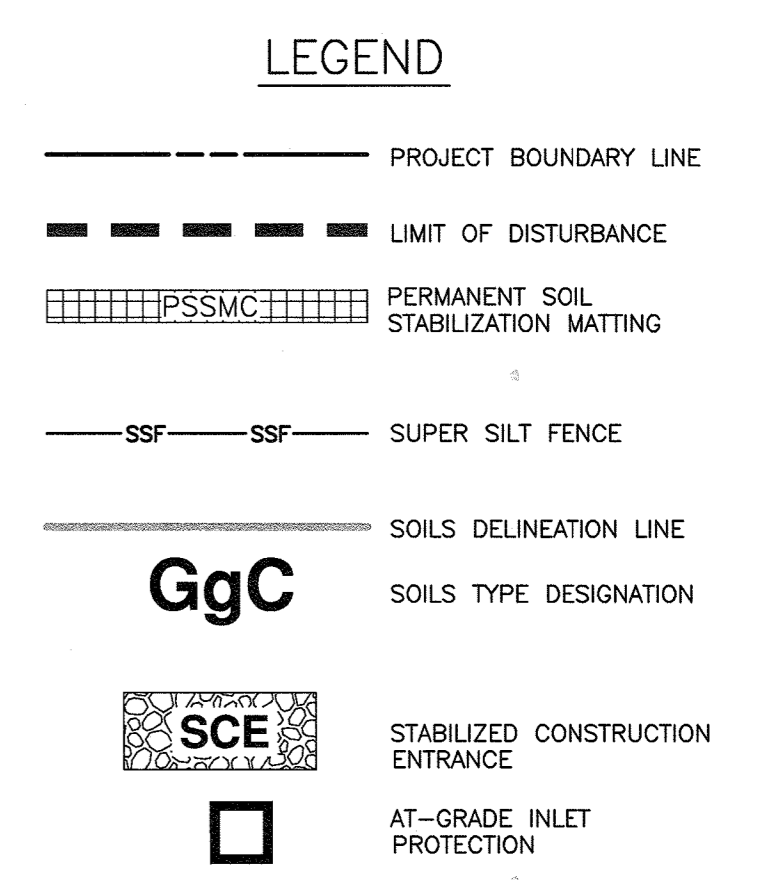 LEGEND
PROJECT BOUNDARY LINE
LIMIT OF DISTURBANCE
PSSMC PERMANENT SOIL
STABILIZATION MATTING
SSF SSF SUPER SILT FENCE
SOILS DELINEATION LINE
GgC SOILS TYPE DESIGNATION
SCE STABILIZED CONSTRUCTION
ENTRANCE
AT-GRADE INLET
PROTECTION